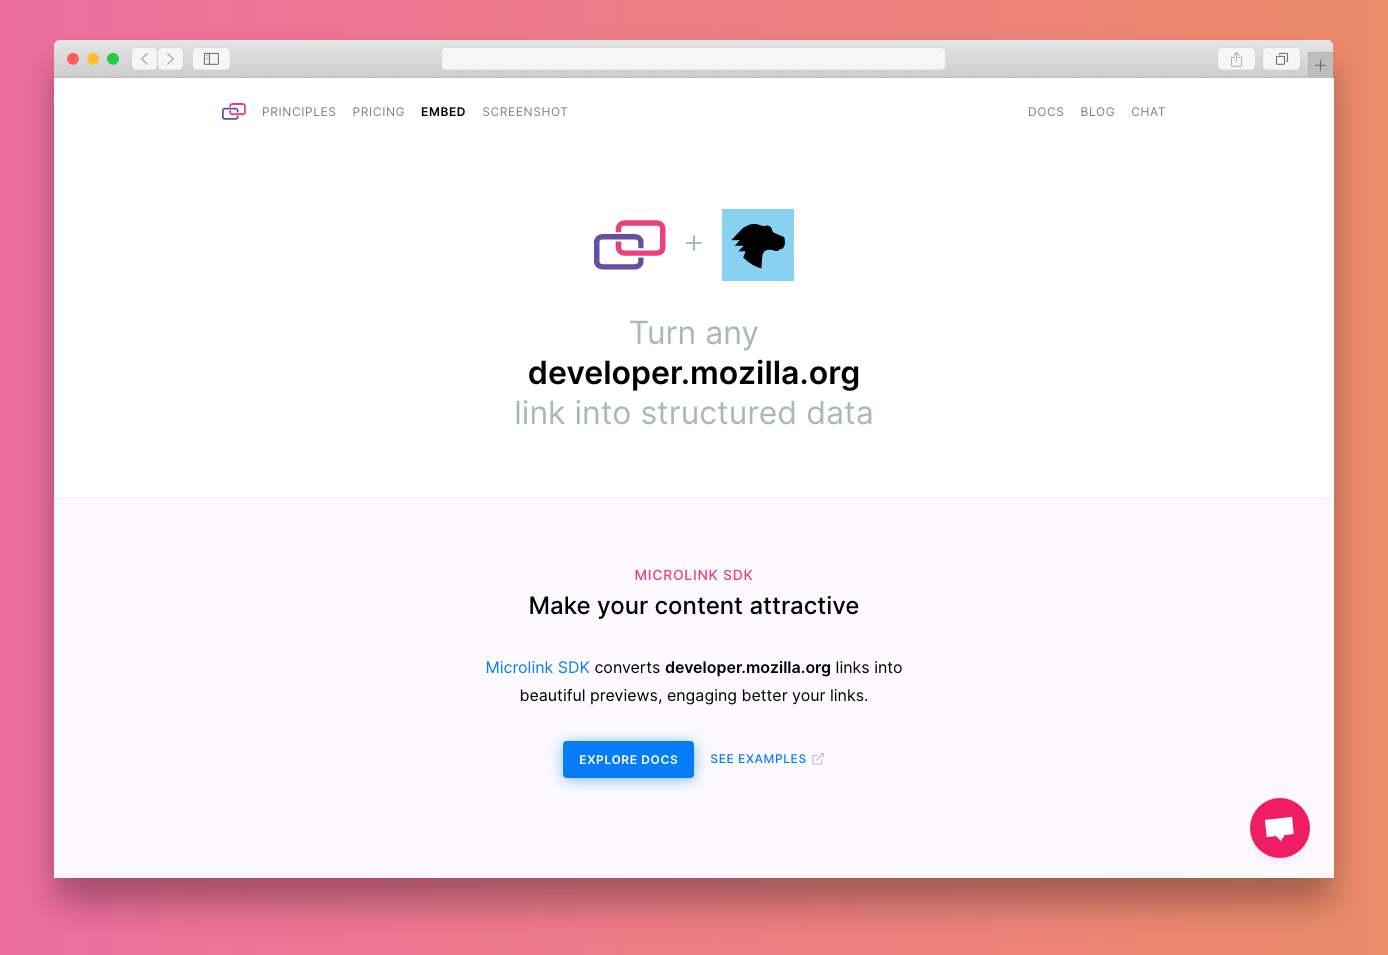 PRINCIPLES PRICING EMBED SCREENSHOT DOCS BLOG CHAT
Turn any
developer.mozilla.org
link into structured data
MICROLINK SDK
Make your content attractive
Microlink SDK converts developer.mozilla.org links into
beautiful previews, engaging better your links.
EXPLORE DOCS SEE EXAMPLES